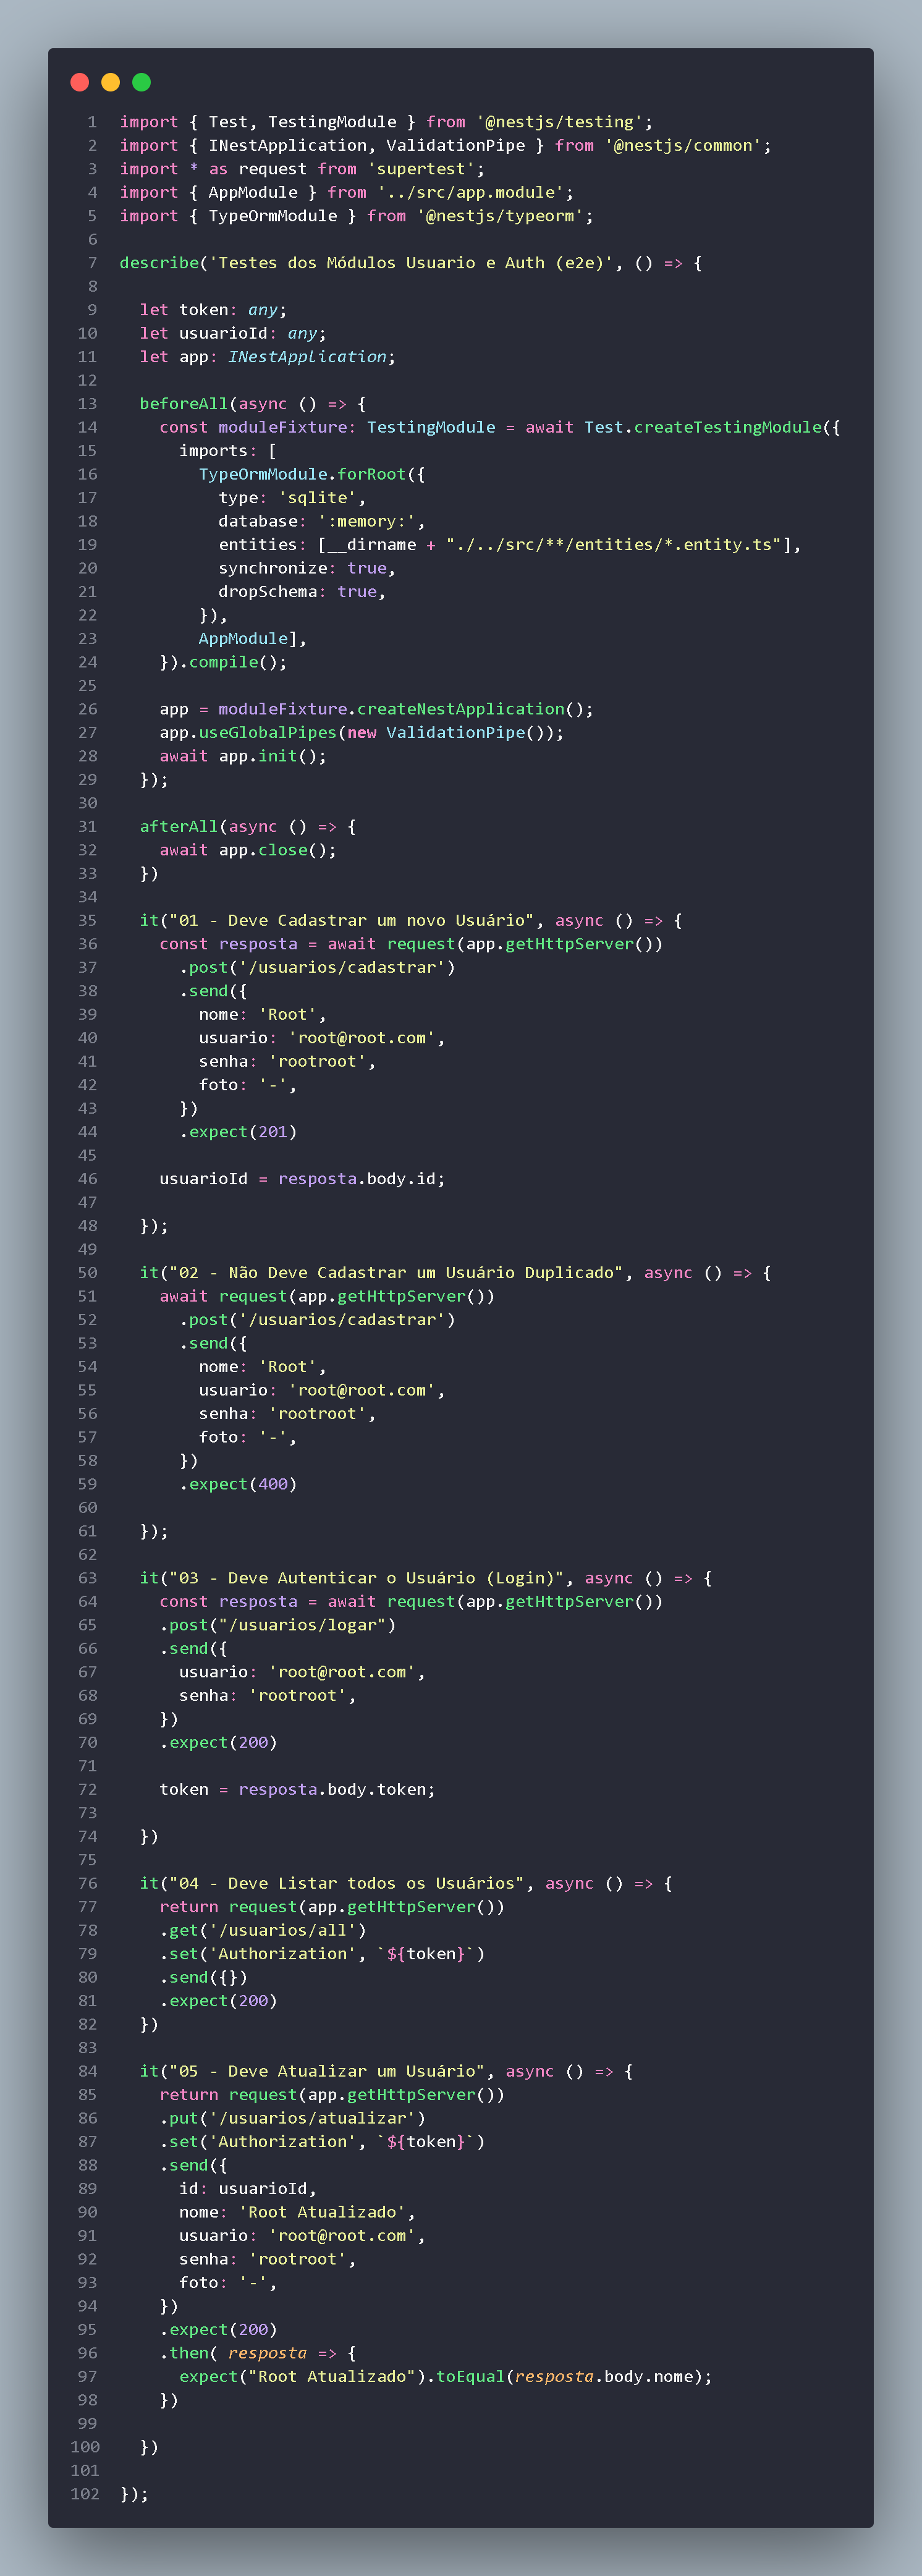 1 import { Test, TestingModule } from '@nestjs/testing';
2 import { INestApplication, ValidationPipe } from '@nestjs/common';
3 import * as request from 'supertest';
4 import { AppModule } from '../src/app.module';
5 import { TypeOrmModule } from '@nestjs/typeorm';
6
7 describe('Testes dos Módulos Usuario e Auth (e2e)', () => {
8
9   let token: any;
10   let usuarioId: any;
11   let app: INestApplication;
12
13   beforeAll(async () => {
14     const moduleFixture: TestingModule = await Test.createTestingModule({
15       imports: [
16         TypeOrmModule.forRoot({
17           type: 'sqlite',
18           database: ':memory:',
19           entities: [__dirname + "./../src/**/entities/*.entity.ts"],
20           synchronize: true,
21           dropSchema: true,
22         }),
23         AppModule],
24     }).compile();
25
26     app = moduleFixture.createNestApplication();
27     app.useGlobalPipes(new ValidationPipe());
28     await app.init();
29   });
30
31   afterAll(async () => {
32     await app.close();
33   })
34
35   it("01 - Deve Cadastrar um novo Usuário", async () => {
36     const resposta = await request(app.getHttpServer())
37       .post('/usuarios/cadastrar')
38       .send({
39         nome: 'Root',
40         usuario: 'root@root.com',
41         senha: 'rootroot',
42         foto: '-',
43       })
44       .expect(201)
45
46     usuarioId = resposta.body.id;
47
48   });
49
50   it("02 - Não Deve Cadastrar um Usuário Duplicado", async () => {
51     await request(app.getHttpServer())
52       .post('/usuarios/cadastrar')
53       .send({
54         nome: 'Root',
55         usuario: 'root@root.com',
56         senha: 'rootroot',
57         foto: '-',
58       })
59       .expect(400)
60
61   });
62
63   it("03 - Deve Autenticar o Usuário (Login)", async () => {
64     const resposta = await request(app.getHttpServer())
65     .post("/usuarios/logar")
66     .send({
67       usuario: 'root@root.com',
68       senha: 'rootroot',
69     })
70     .expect(200)
71
72     token = resposta.body.token;
73
74   })
75
76   it("04 - Deve Listar todos os Usuários", async () => {
77     return request(app.getHttpServer())
78     .get('/usuarios/all')
79     .set('Authorization', `${token}`)
80     .send({})
81     .expect(200)
82   })
83
84   it("05 - Deve Atualizar um Usuário", async () => {
85     return request(app.getHttpServer())
86     .put('/usuarios/atualizar')
87     .set('Authorization', `${token}`)
88     .send({
89       id: usuarioId,
90       nome: 'Root Atualizado',
91       usuario: 'root@root.com',
92       senha: 'rootroot',
93       foto: '-',
94     })
95     .expect(200)
96     .then( resposta => {
97       expect("Root Atualizado").toEqual(resposta.body.nome);
98     })
99
100   })
101
102 });